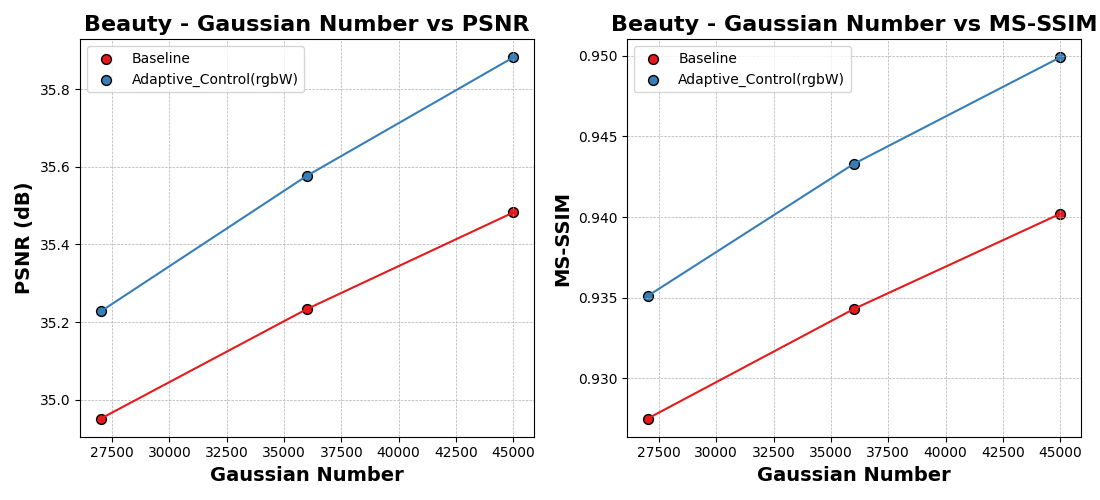 Beauty - Gaussian Number vs PSNR
Baseline
Adaptive_Control(rgbW)
PSNR (dB)
35.8
35.6
35.4
35.2
35.0
27500 30000 32500 35000 37500 40000 42500 45000
Gaussian Number
Beauty - Gaussian Number vs MS-SSIM
Baseline
Adaptive_Control(rgbW)
MS-SSIM
0.950
0.945
0.940
0.935
0.930
27500 30000 32500 35000 37500 40000 42500 45000
Gaussian Number